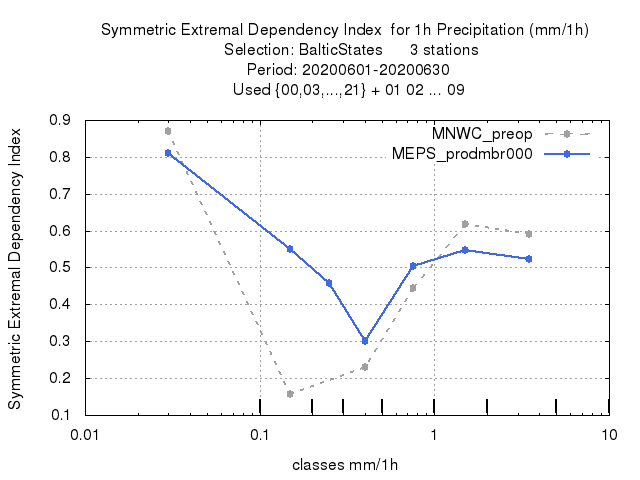 Symmetric Extremal Dependency Index  for 1h Precipitation (mm/1h)
Selection: BalticStates      3 stations
Period: 20200601-20200630
Used {00,03,...,21} + 01 02 ... 09
Symmetric Extremal Dependency Index
0.9
0.8
0.7
0.6
0.5
0.4
0.3
0.2
0.1
MNWC_preop
MEPS_prodmbr000
0.01
0.1
1
10
classes mm/1h